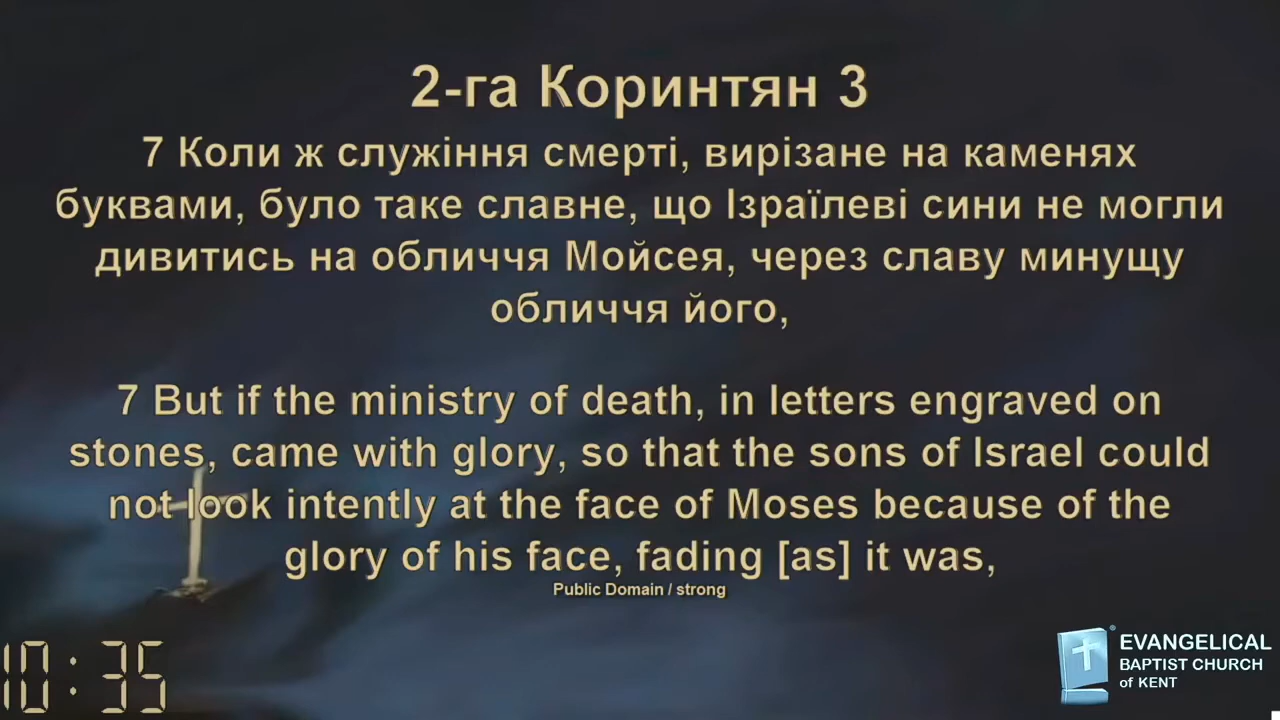 2-га Коринтян 3
7 Коли ж служіння смерті, вирізане на каменях
буквами, було таке славне, що Ізраїлеві сини не могли
дивитись на обличчя Мойсея, через славу минущу
обличчя його,
7 But if the ministry of death, in letters engraved on
stones, came with glory, so that the sons of Israel could
not look intently at the face of Moses because of the
glory of his face, fading [as] it was,
Public Domain / strong
10:35
EVANGELICAL
BAPTIST CHURCH
of KENT